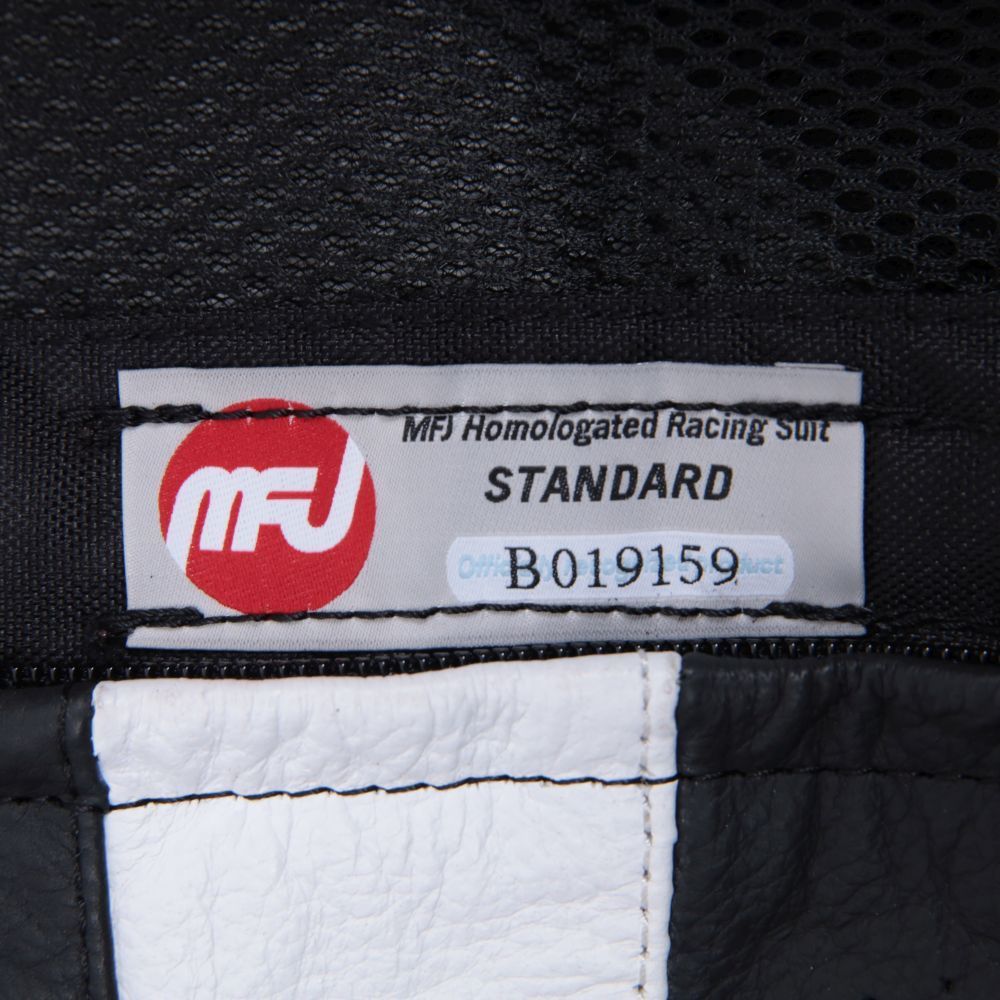 MFJ
MFJ Homologated Racing Suit
STANDARD
B019159